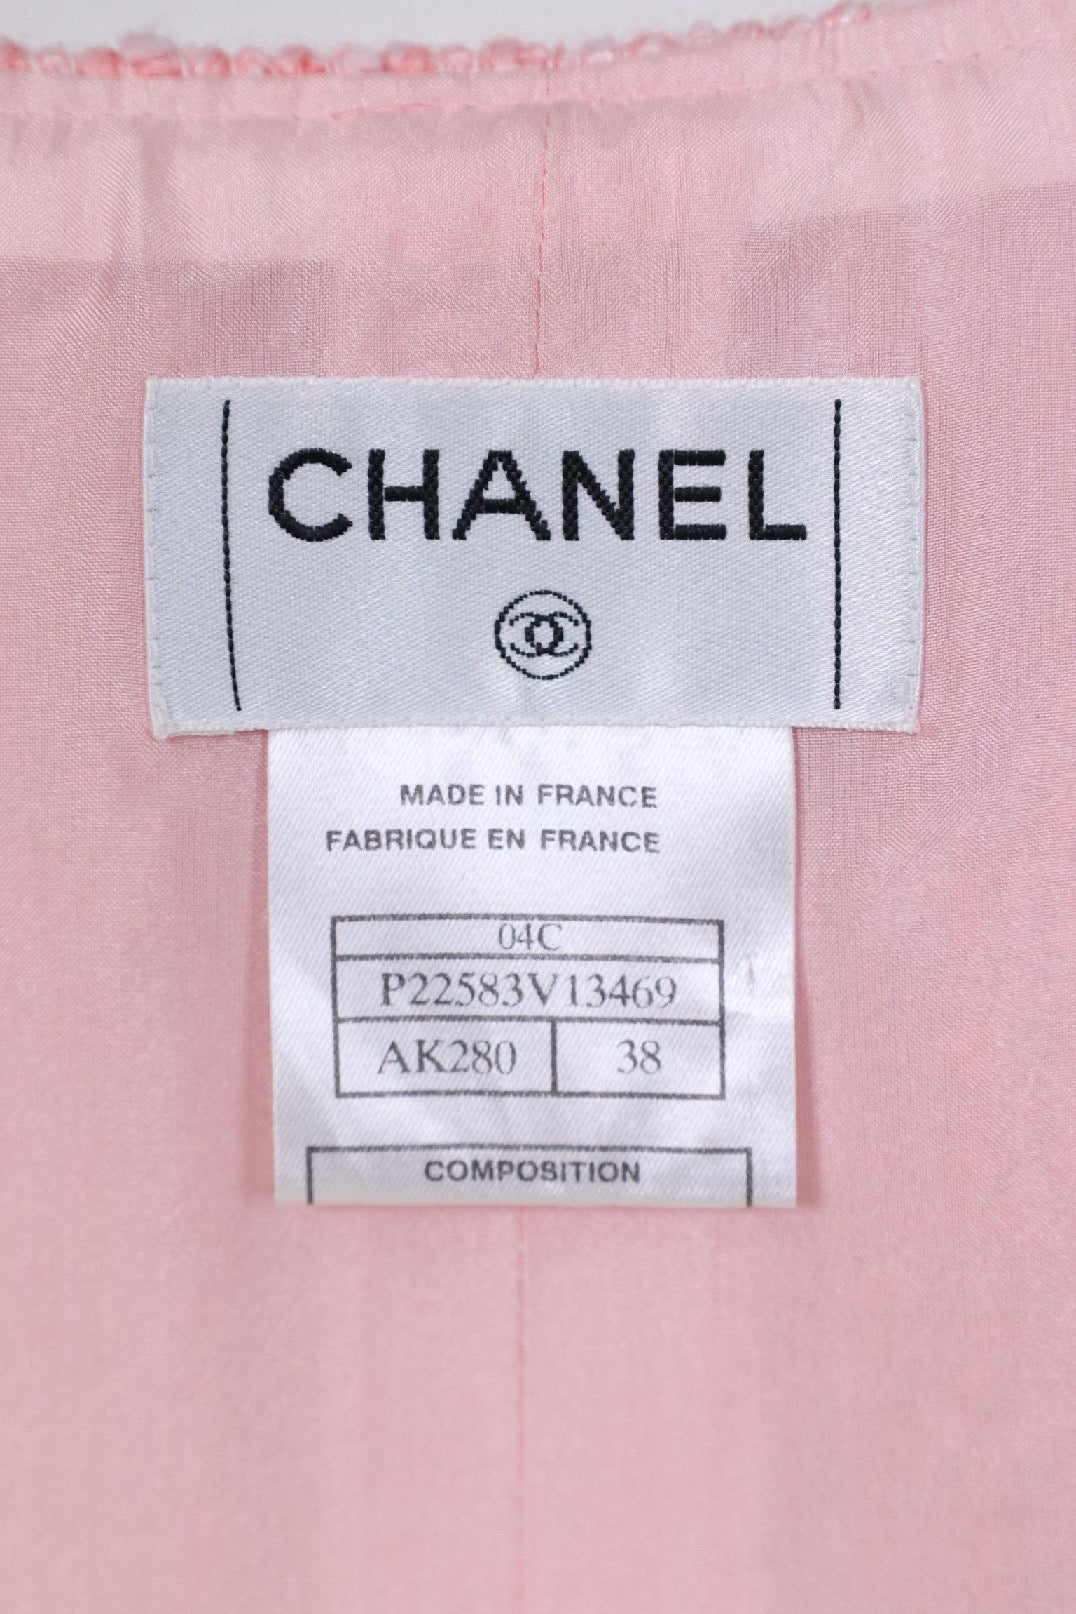 CHANEL
MADE IN FRANCE
FABRIQUE EN FRANCE
04C
P22583V13469
AK280 38
COMPOSITION